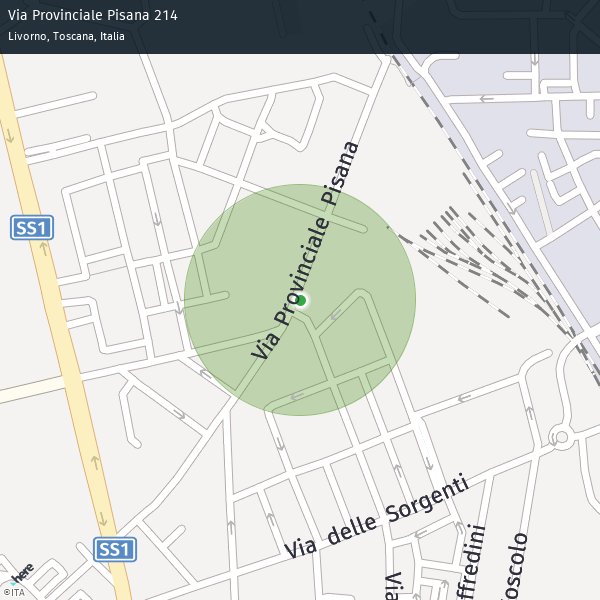 Via Provinciale Pisana 214
Livorno, Toscana, Italia
Via Provinciale Pisana
SS1
Via delle Sorgenti
SS1
Via
ffredini
oscolo
here
©ITA